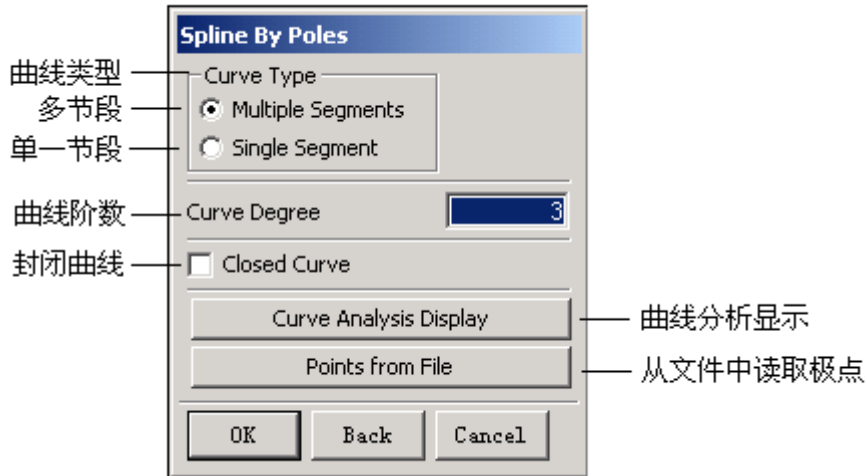 Spline By Poles
曲线类型
Curve Type
多节段
Multiple Segments
单一节段
Single Segment
曲线阶数
Curve Degree
3
封闭曲线
Closed Curve
Curve Analysis Display
曲线分析显示
Points from File
从文件中读取极点
OK
Back
Cancel